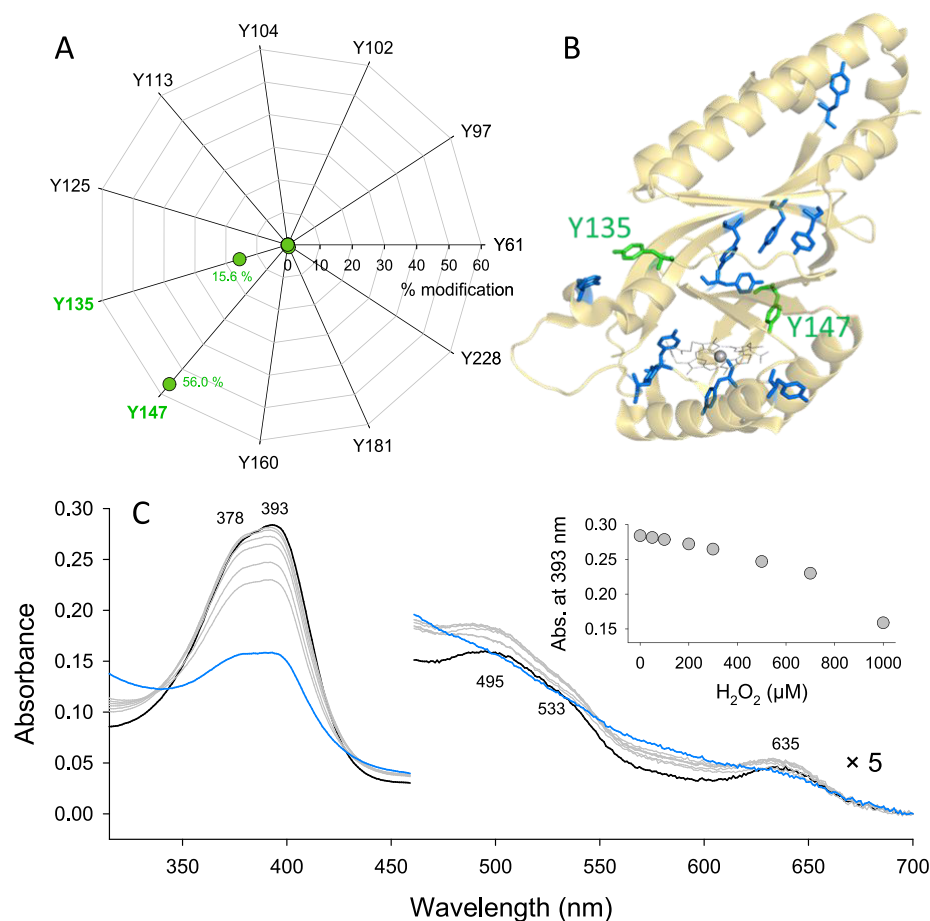 A
Y104
Y102
Y113
Y97
Y125
Y61
0 10 20 30 40 50 60
% modification
15.6 %
Y135
Y228
56.0 %
Y147
Y181
Y160
B
Y135
Y147
C
378 393
0.30
0.25
0.20
0.15
0.10
0.05
0.00
Absorbance
495
533
635
× 5
350 400 450 500 550 600 650 700
Wavelength (nm)
Abs. at 393 nm
0.30
0.25
0.20
0.15
0 200 400 600 800 1000
H₂O₂ (µM)